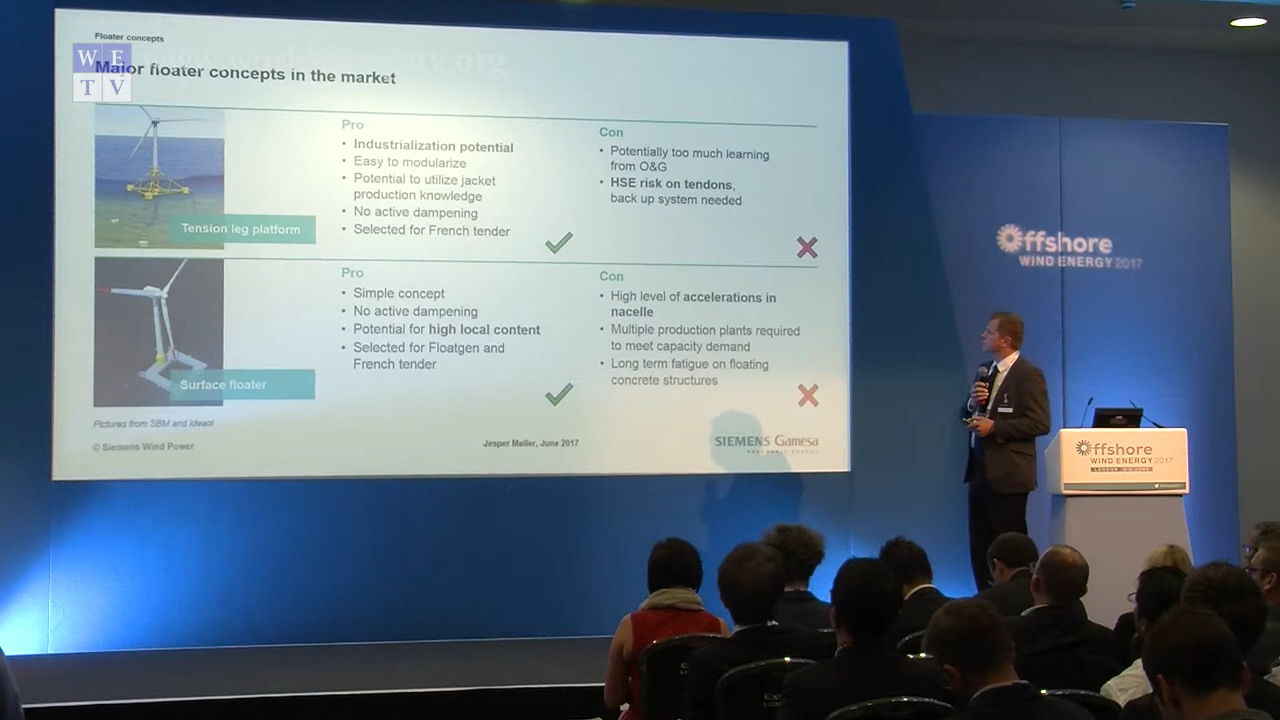 Floater concepts
W E
T V
Major floater concepts in the market
Pro
• Industrialization potential
• Easy to modularize
• Potential to utilize jacket
production knowledge
• No active dampening
• Selected for French tender
Con
• Potentially too much learning
from O&G
• HSE risk on tendons,
back up system needed
Tension leg platform
Pro
• Simple concept
• No active dampening
• Potential for high local content
• Selected for Floatgen and
French tender
Con
• High level of accelerations in
nacelle
• Multiple production plants required
to meet capacity demand
• Long term fatigue on floating
concrete structures
Surface floater
Pictures from SBM and Ideaol
© Siemens Wind Power
Jesper Møller, June 2017
SIEMENS Gamesa
RENEWABLE ENERGY
Offshore
WIND ENERGY 2017
Offshore
WIND ENERGY 2017